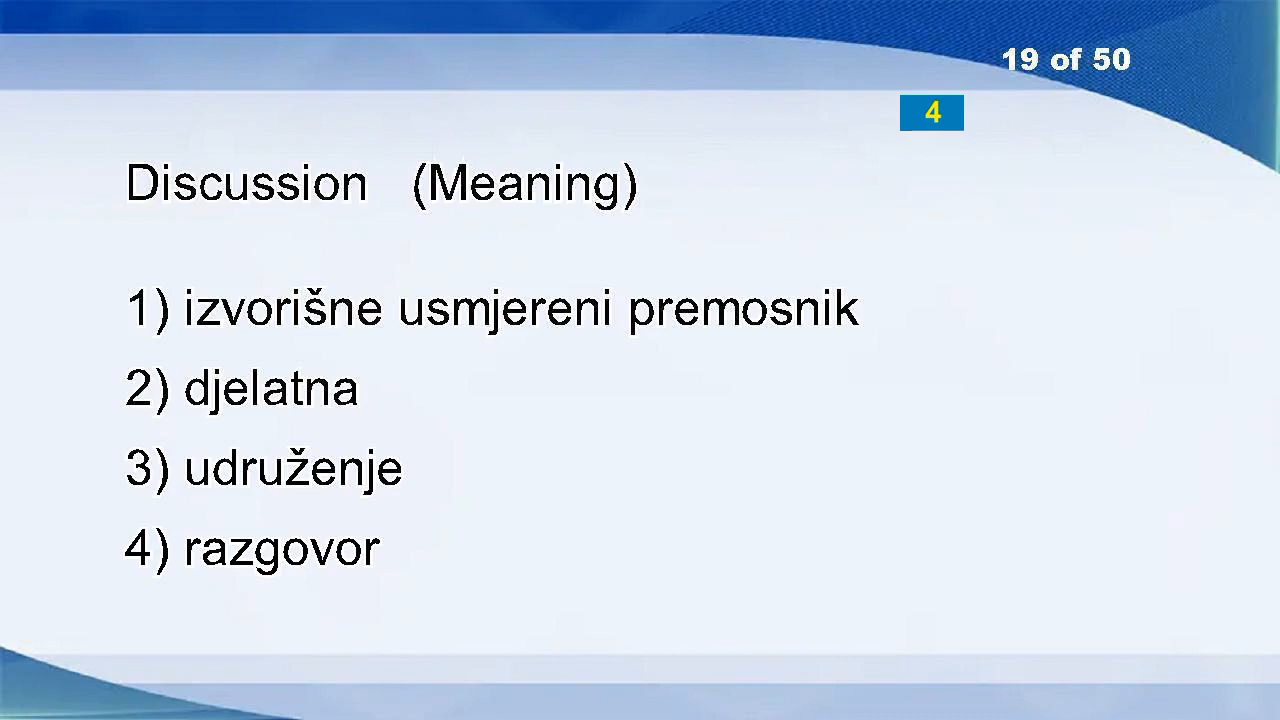 19 of 50
4
Discussion (Meaning)
1) izvorišne usmjereni premosnik
2) djelatna
3) udruženje
4) razgovor